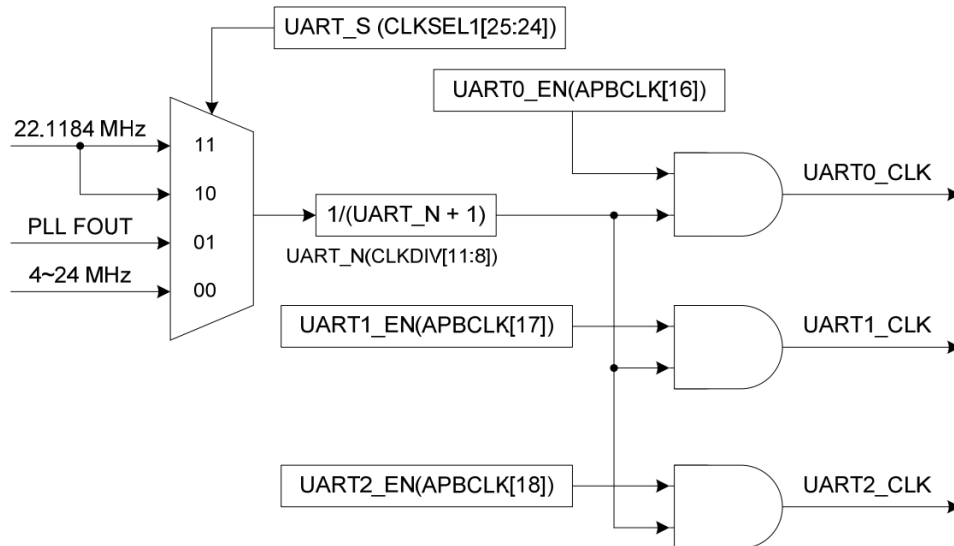 UART_S (CLKSEL1[25:24])
UART0_EN(APBCLK[16])
22.1184 MHz
11
UART0_CLK
10
1/(UART_N + 1)
PLL FOUT
01
UART_N(CLKDIV[11:8])
4~24 MHz
00
UART1_EN(APBCLK[17])
UART1_CLK
UART2_EN(APBCLK[18])
UART2_CLK